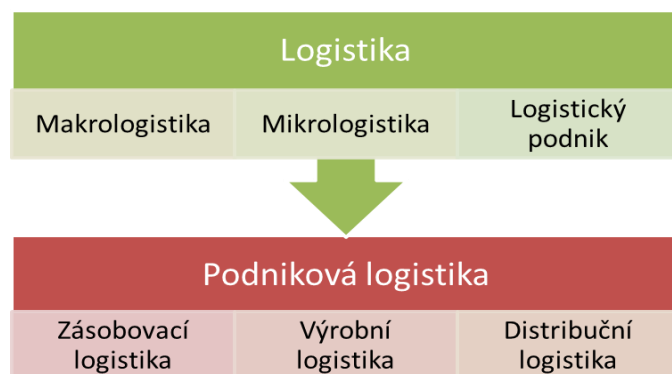 Logistika
Makrologistika
Mikrologistika
Logistický
podnik
Podniková logistika
Zásobovací
logistika
Výrobní
logistika
Distribuční
logistika